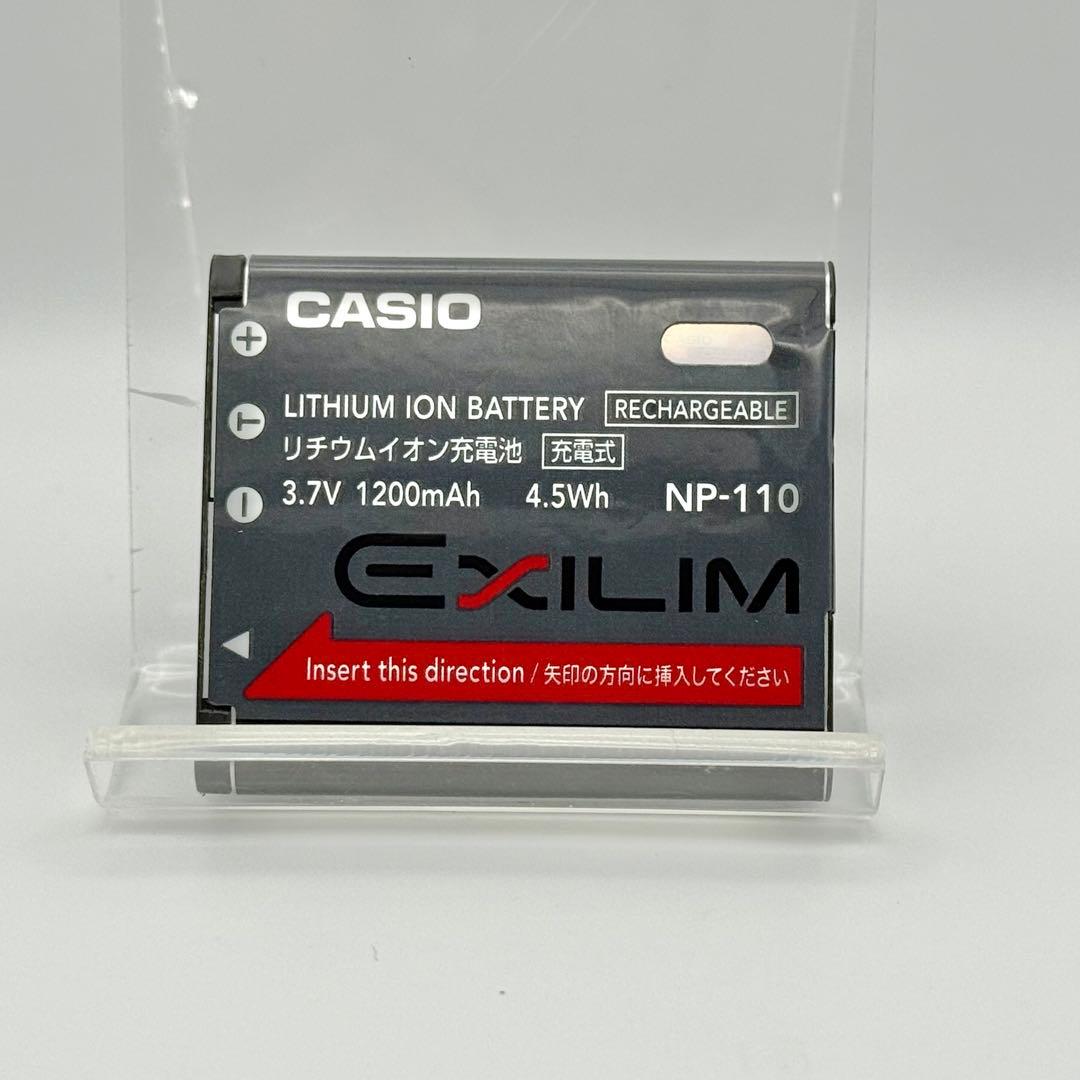 CASIO
LITHIUM ION BATTERY RECHARGEABLE
リチウムイオン充電池 充電式
3.7V 1200mAh 4.5Wh NP-110
EXILIM
Insert this direction / 矢印の方向に挿入してください
+
T
−